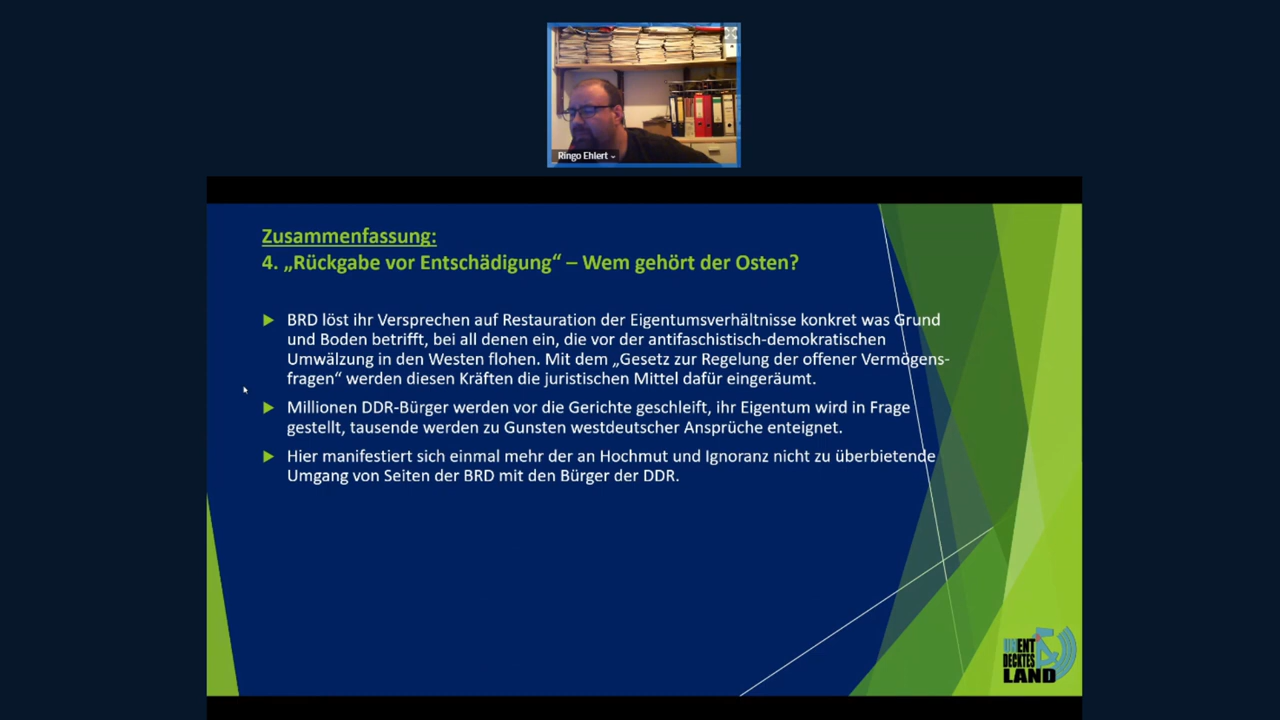 Ringo Ehlert
Zusammenfassung:
4. „Rückgabe vor Entschädigung“ – Wem gehört der Osten?
BRD löst ihr Versprechen auf Restauration der Eigentumsverhältnisse konkret was Grund
und Boden betrifft, bei all denen ein, die vor der antifaschistisch-demokratischen
Umwälzung in den Westen flohen. Mit dem „Gesetz zur Regelung der offener Vermögens-
fragen“ werden diesen Kräften die juristischen Mittel dafür eingeräumt.
Millionen DDR-Bürger werden vor die Gerichte geschleift, ihr Eigentum wird in Frage
gestellt, tausende werden zu Gunsten westdeutscher Ansprüche enteignet.
Hier manifestiert sich einmal mehr der an Hochmut und Ignoranz nicht zu überbietende
Umgang von Seiten der BRD mit den Bürger der DDR.
UNENT
DECKTES
LAND